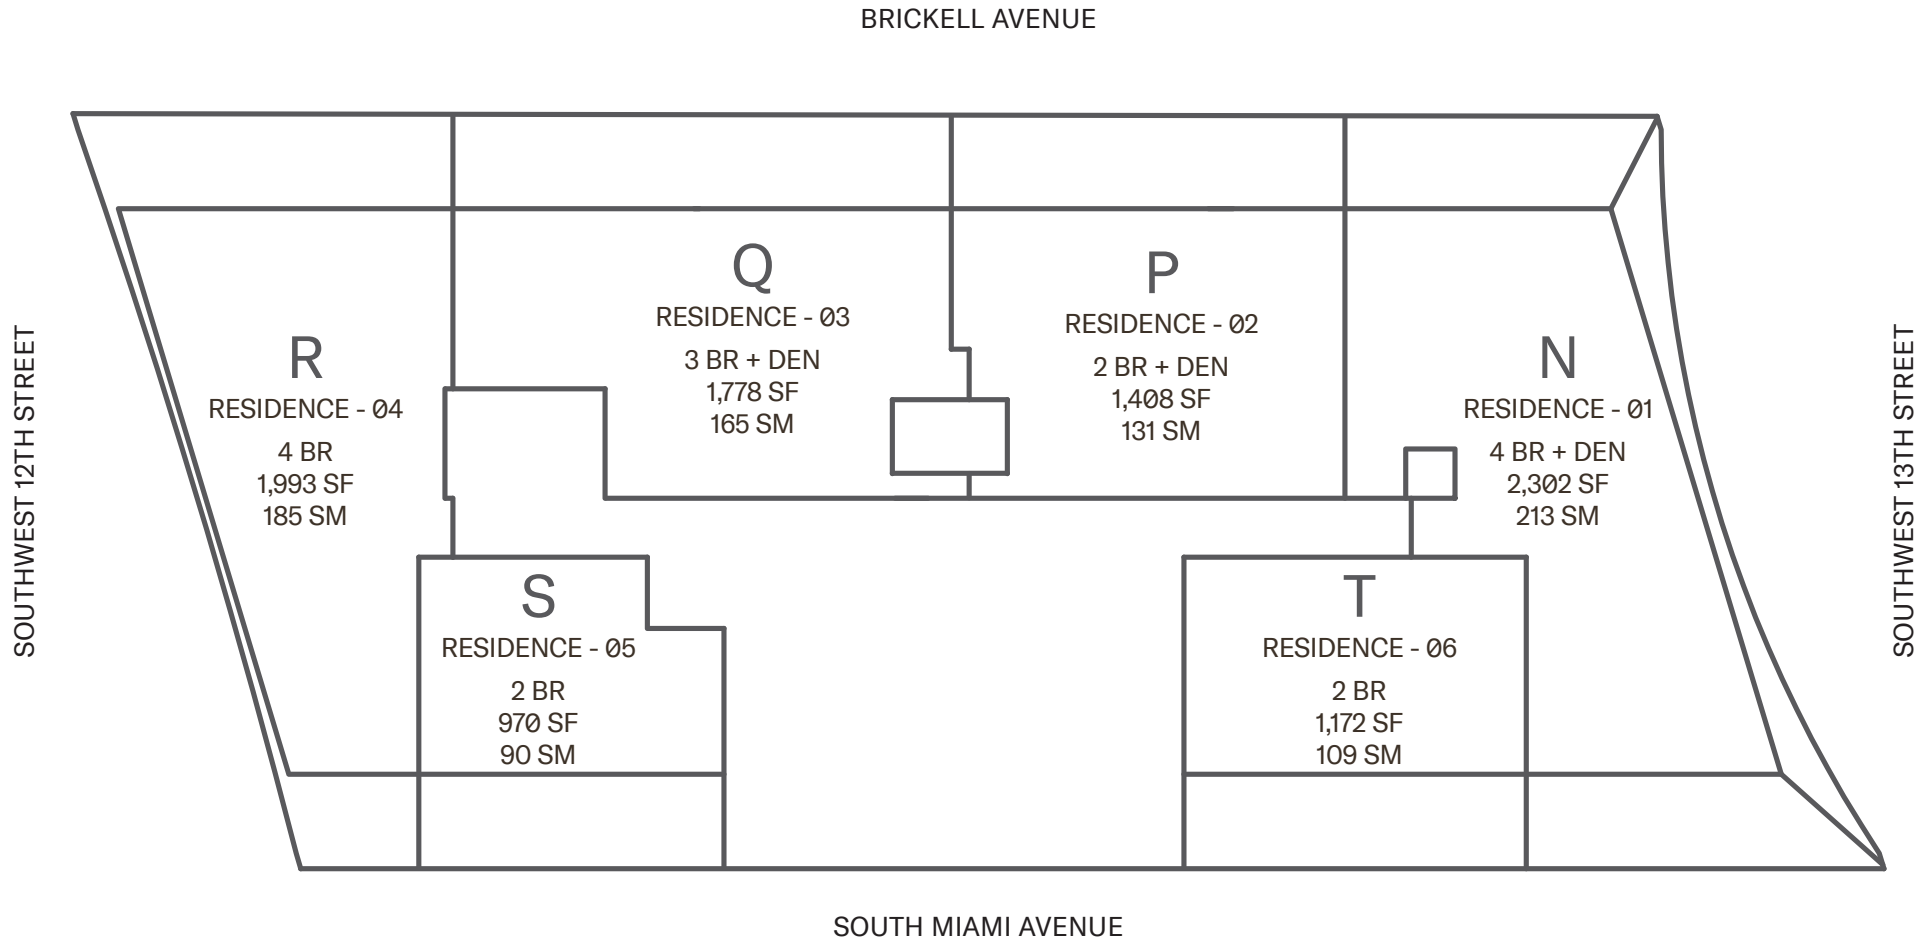 BRICKELL AVENUE
SOUTHWEST 12TH STREET
R
RESIDENCE - 04
4 BR
1,993 SF
185 SM
Q
RESIDENCE - 03
3 BR + DEN
1,778 SF
165 SM
P
RESIDENCE - 02
2 BR + DEN
1,408 SF
131 SM
N
RESIDENCE - 01
4 BR + DEN
2,302 SF
213 SM
SOUTHWEST 13TH STREET
S
RESIDENCE - 05
2 BR
970 SF
90 SM
T
RESIDENCE - 06
2 BR
1,172 SF
109 SM
SOUTH MIAMI AVENUE